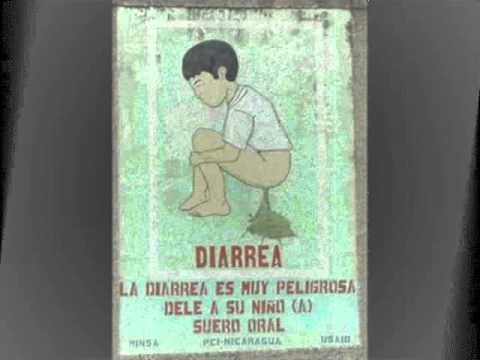 DIARREA
LA DIARREA ES MUY PELIGROSA
DELE A SU NIÑO (A)
SUERO ORAL
MINSA PCI-NICARAGUA USAID